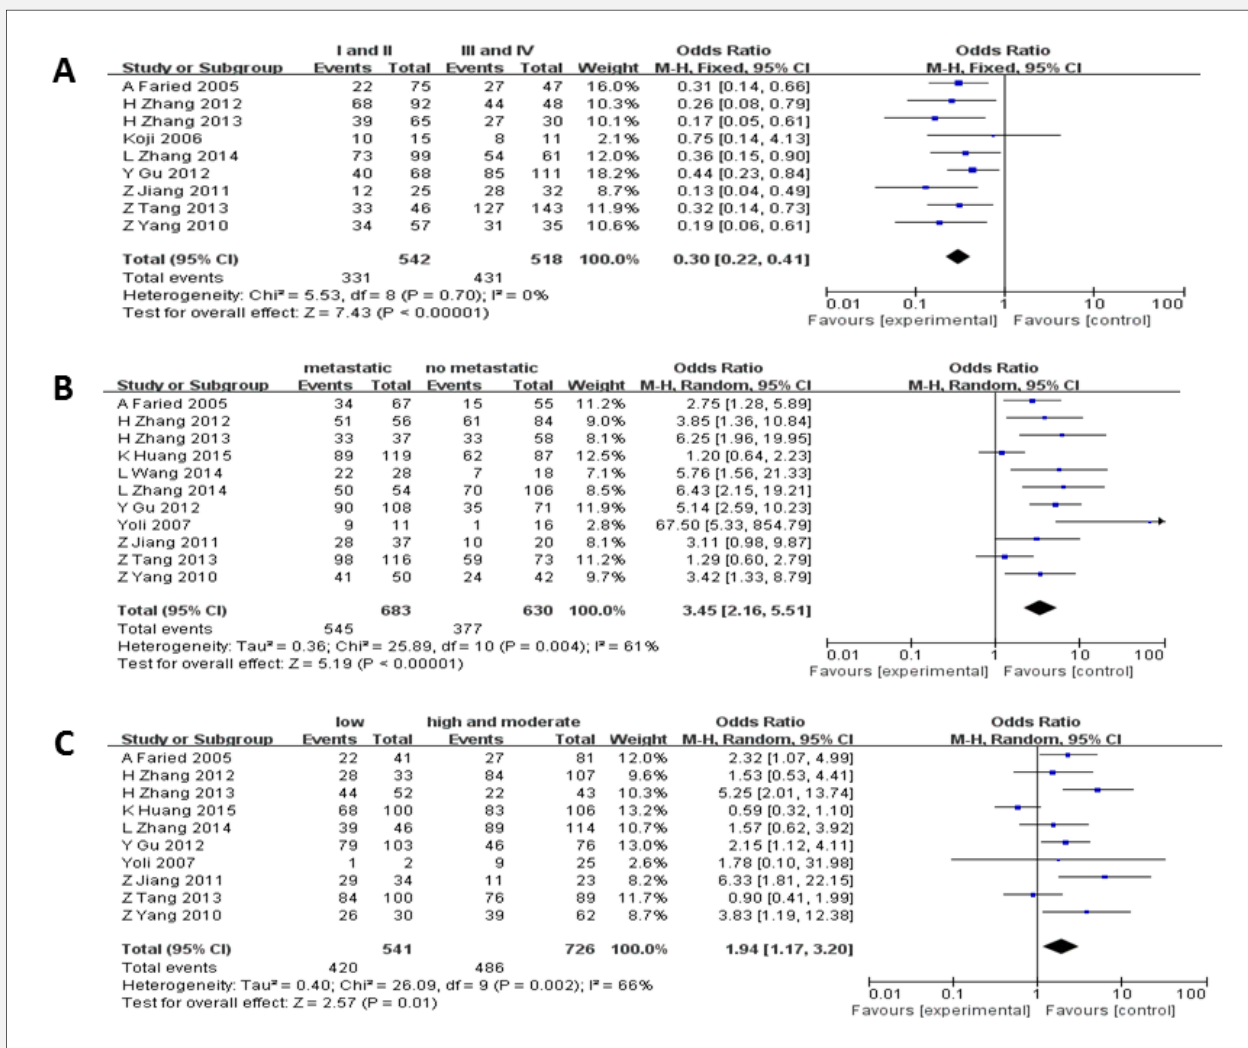 A
I and II III and IV Odds Ratio Odds Ratio
Study or Subgroup Events Total Events Total Weight M-H, Fixed, 95% CI M-H, Fixed, 95% CI
A Faried 2005 22 75 27 47 16.0% 0.31 [0.14, 0.66]
H Zhang 2012 68 92 44 48 10.3% 0.26 [0.08, 0.79]
H Zhang 2013 39 65 27 30 10.1% 0.17 [0.05, 0.61]
Koji 2006 10 15 8 11 2.1% 0.75 [0.14, 4.13]
L Zhang 2014 73 99 54 61 12.0% 0.36 [0.15, 0.90]
Y Gu 2012 40 68 85 111 18.2% 0.44 [0.23, 0.84]
Z Jiang 2011 12 25 28 32 8.7% 0.13 [0.04, 0.49]
Z Tang 2013 33 46 127 143 11.9% 0.32 [0.14, 0.73]
Z Yang 2010 34 57 31 35 10.6% 0.19 [0.06, 0.61]
Total (95% CI) 542 518 100.0% 0.30 [0.22, 0.41]
Total events 331 431
Heterogeneity: Chi² = 5.53, df = 8 (P = 0.70); I² = 0%
Test for overall effect: Z = 7.43 (P < 0.00001)
0.01 0.1 1 10 100
Favours [experimental] Favours [control]
B
metastatic no metastatic Odds Ratio Odds Ratio
Study or Subgroup Events Total Events Total Weight M-H, Random, 95% CI M-H, Random, 95% CI
A Faried 2005 34 67 15 55 11.2% 2.75 [1.28, 5.89]
H Zhang 2012 51 56 61 84 9.0% 3.85 [1.36, 10.84]
H Zhang 2013 33 37 33 58 8.1% 6.25 [1.96, 19.95]
K Huang 2015 89 119 62 87 12.5% 1.20 [0.64, 2.23]
L Wang 2014 22 28 7 18 7.1% 5.76 [1.56, 21.33]
L Zhang 2014 50 54 70 106 8.5% 6.43 [2.15, 19.21]
Y Gu 2012 90 108 35 71 11.9% 5.14 [2.59, 10.23]
Yoli 2007 9 11 1 16 2.8% 67.50 [5.33, 854.79]
Z Jiang 2011 28 37 10 20 8.1% 3.11 [0.98, 9.87]
Z Tang 2013 98 116 59 73 11.2% 1.29 [0.60, 2.79]
Z Yang 2010 41 50 24 42 9.7% 3.42 [1.33, 8.79]
Total (95% CI) 683 630 100.0% 3.45 [2.16, 5.51]
Total events 545 377
Heterogeneity: Tau² = 0.36; Chi² = 25.89, df = 10 (P = 0.004); I² = 61%
Test for overall effect: Z = 5.19 (P < 0.00001)
0.01 0.1 1 10 100
Favours [experimental] Favours [control]
C
low high and moderate Odds Ratio Odds Ratio
Study or Subgroup Events Total Events Total Weight M-H, Random, 95% CI M-H, Random, 95% CI
A Faried 2005 22 41 27 81 12.0% 2.32 [1.07, 4.99]
H Zhang 2012 28 33 84 107 9.6% 1.53 [0.53, 4.41]
H Zhang 2013 44 52 22 43 10.3% 5.25 [2.01, 13.74]
K Huang 2015 68 100 83 106 13.2% 0.59 [0.32, 1.10]
L Zhang 2014 39 46 89 114 10.7% 1.57 [0.62, 3.92]
Y Gu 2012 79 103 46 76 13.0% 2.15 [1.12, 4.11]
Yoli 2007 1 2 9 25 2.6% 1.78 [0.10, 31.98]
Z Jiang 2011 29 34 11 23 8.2% 6.33 [1.81, 22.15]
Z Tang 2013 84 100 76 89 11.7% 0.90 [0.41, 1.99]
Z Yang 2010 26 30 39 62 8.7% 3.83 [1.19, 12.38]
Total (95% CI) 541 726 100.0% 1.94 [1.17, 3.20]
Total events 420 486
Heterogeneity: Tau² = 0.40; Chi² = 26.09, df = 9 (P = 0.002); I² = 66%
Test for overall effect: Z = 2.57 (P = 0.01)
0.01 0.1 1 10 100
Favours [experimental] Favours [control]